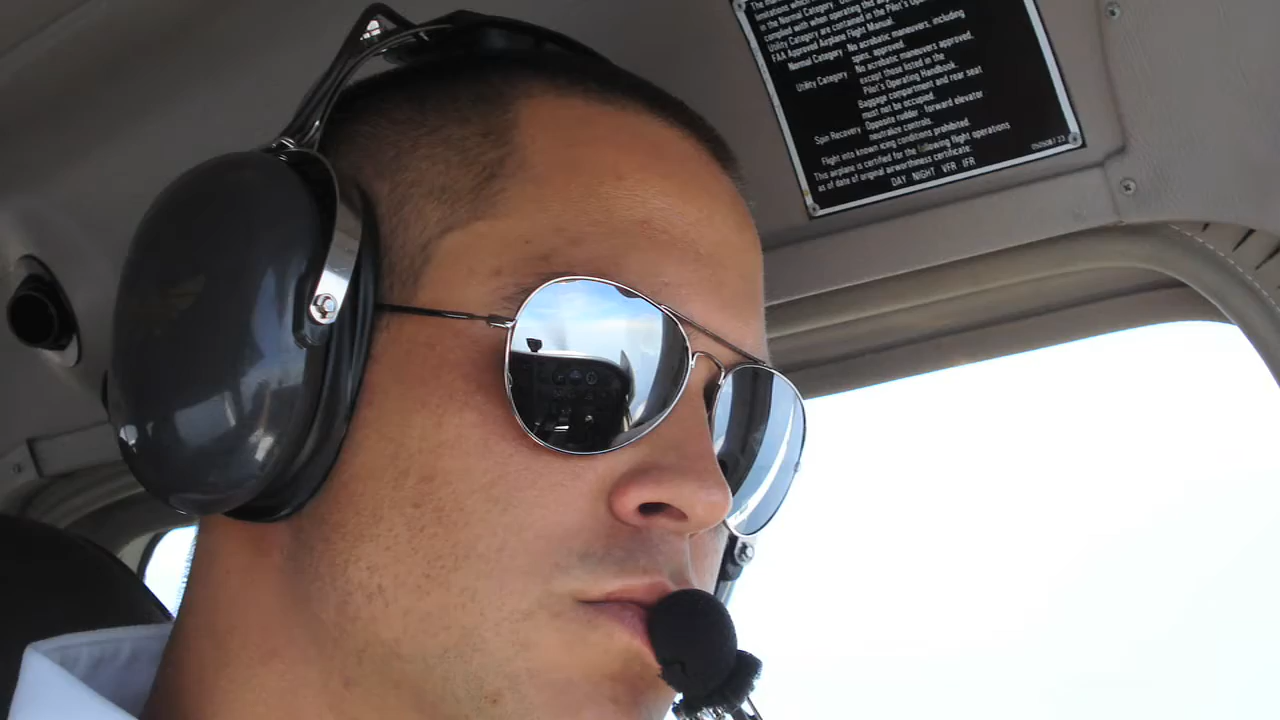 limitations which
in the Normal Category.
complied with when operating this
Utility Category are contained in the Pilot's
FAA Approved Airplane Flight Manual.
Normal Category - No acrobatic maneuvers, including
spins, approved.
Utility Category - No acrobatic maneuvers approved,
except those listed in the
Pilot's Operating Handbook.
Baggage compartment and rear seat
must not be occupied.
Spin Recovery - Opposite rudder - forward elevator -
neutralize controls.
Flight into known icing conditions prohibited.
This airplane is certified for the following flight operations
as of date of original airworthiness certificate:
DAY NIGHT VFR IFR